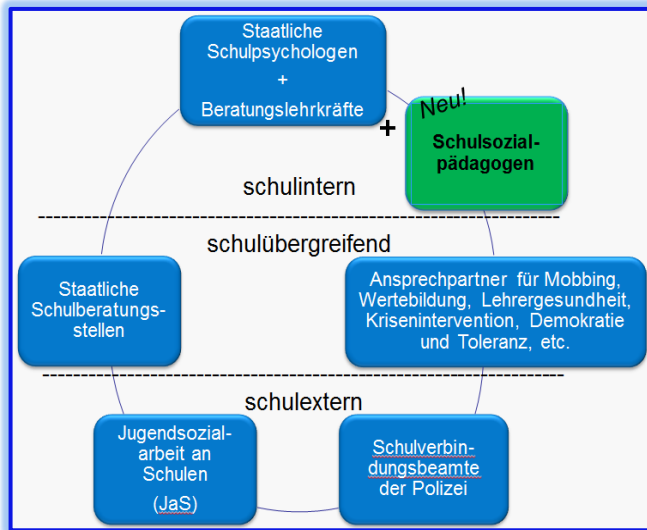 Staatliche
Schulpsychologen
+
Beratungslehrkräfte
+
Neu!
Schulsozial-
pädagogen
schulintern
schulübergreifend
Staatliche
Schulberatungs-
stellen
Ansprechpartner für Mobbing,
Wertebildung, Lehrergesundheit,
Krisenintervention, Demokratie
und Toleranz, etc.
schulextern
Jugendsozial-
arbeit an
Schulen
(JaS)
Schulverbin-
dungsbeamte
der Polizei